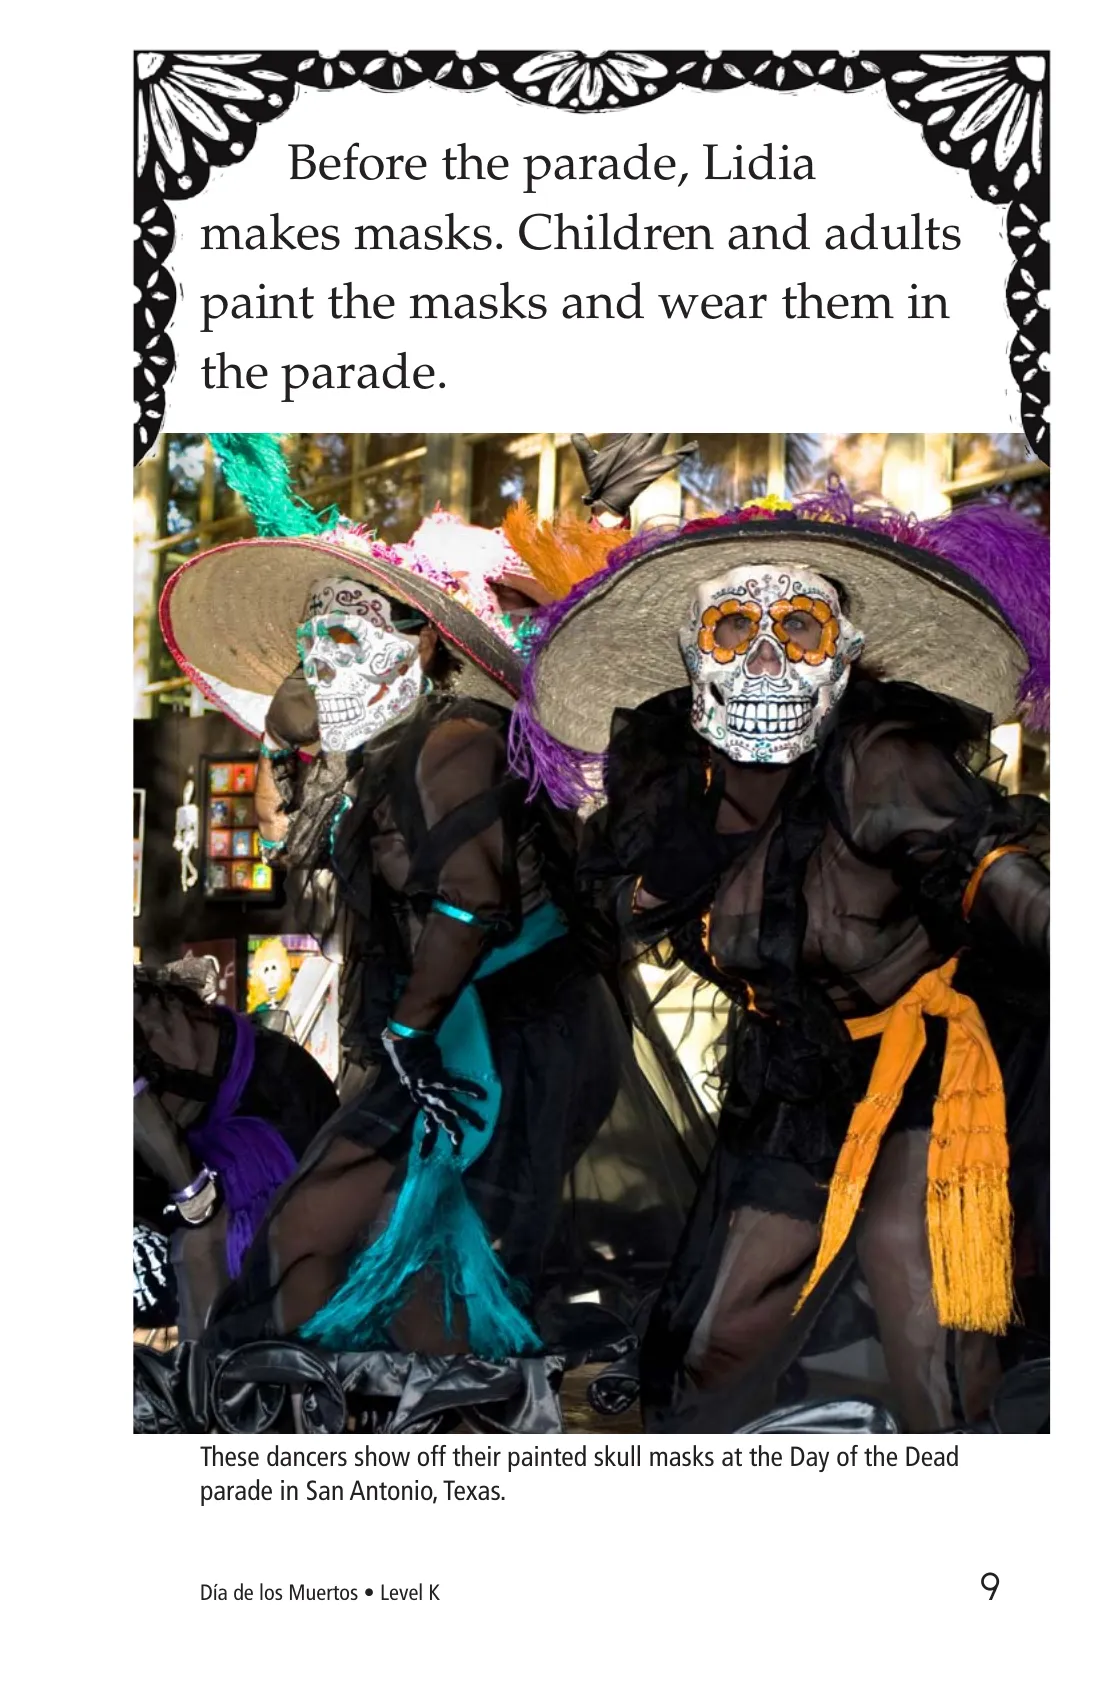 Before the parade, Lidia
makes masks. Children and adults
paint the masks and wear them in
the parade.
These dancers show off their painted skull masks at the Day of the Dead
parade in San Antonio, Texas.
Día de los Muertos • Level K
9